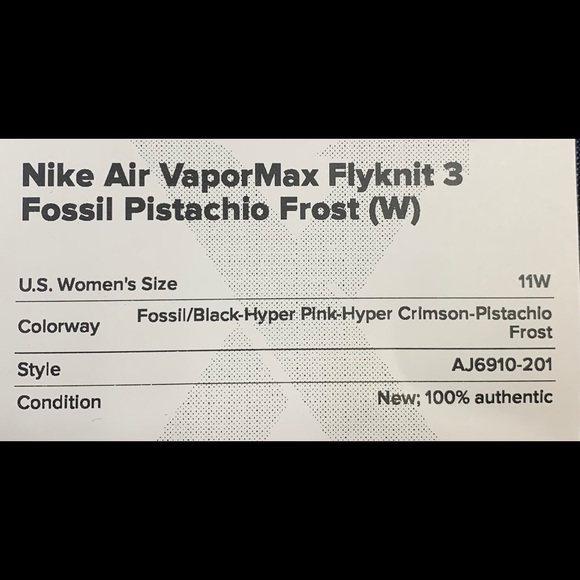 Nike Air VaporMax Flyknit 3
Fossil Pistachio Frost (W)
U.S. Women's Size 11W
Colorway Fossil/Black-Hyper Pink-Hyper Crimson-Pistachio
Frost
Style AJ6910-201
Condition New; 100% authentic